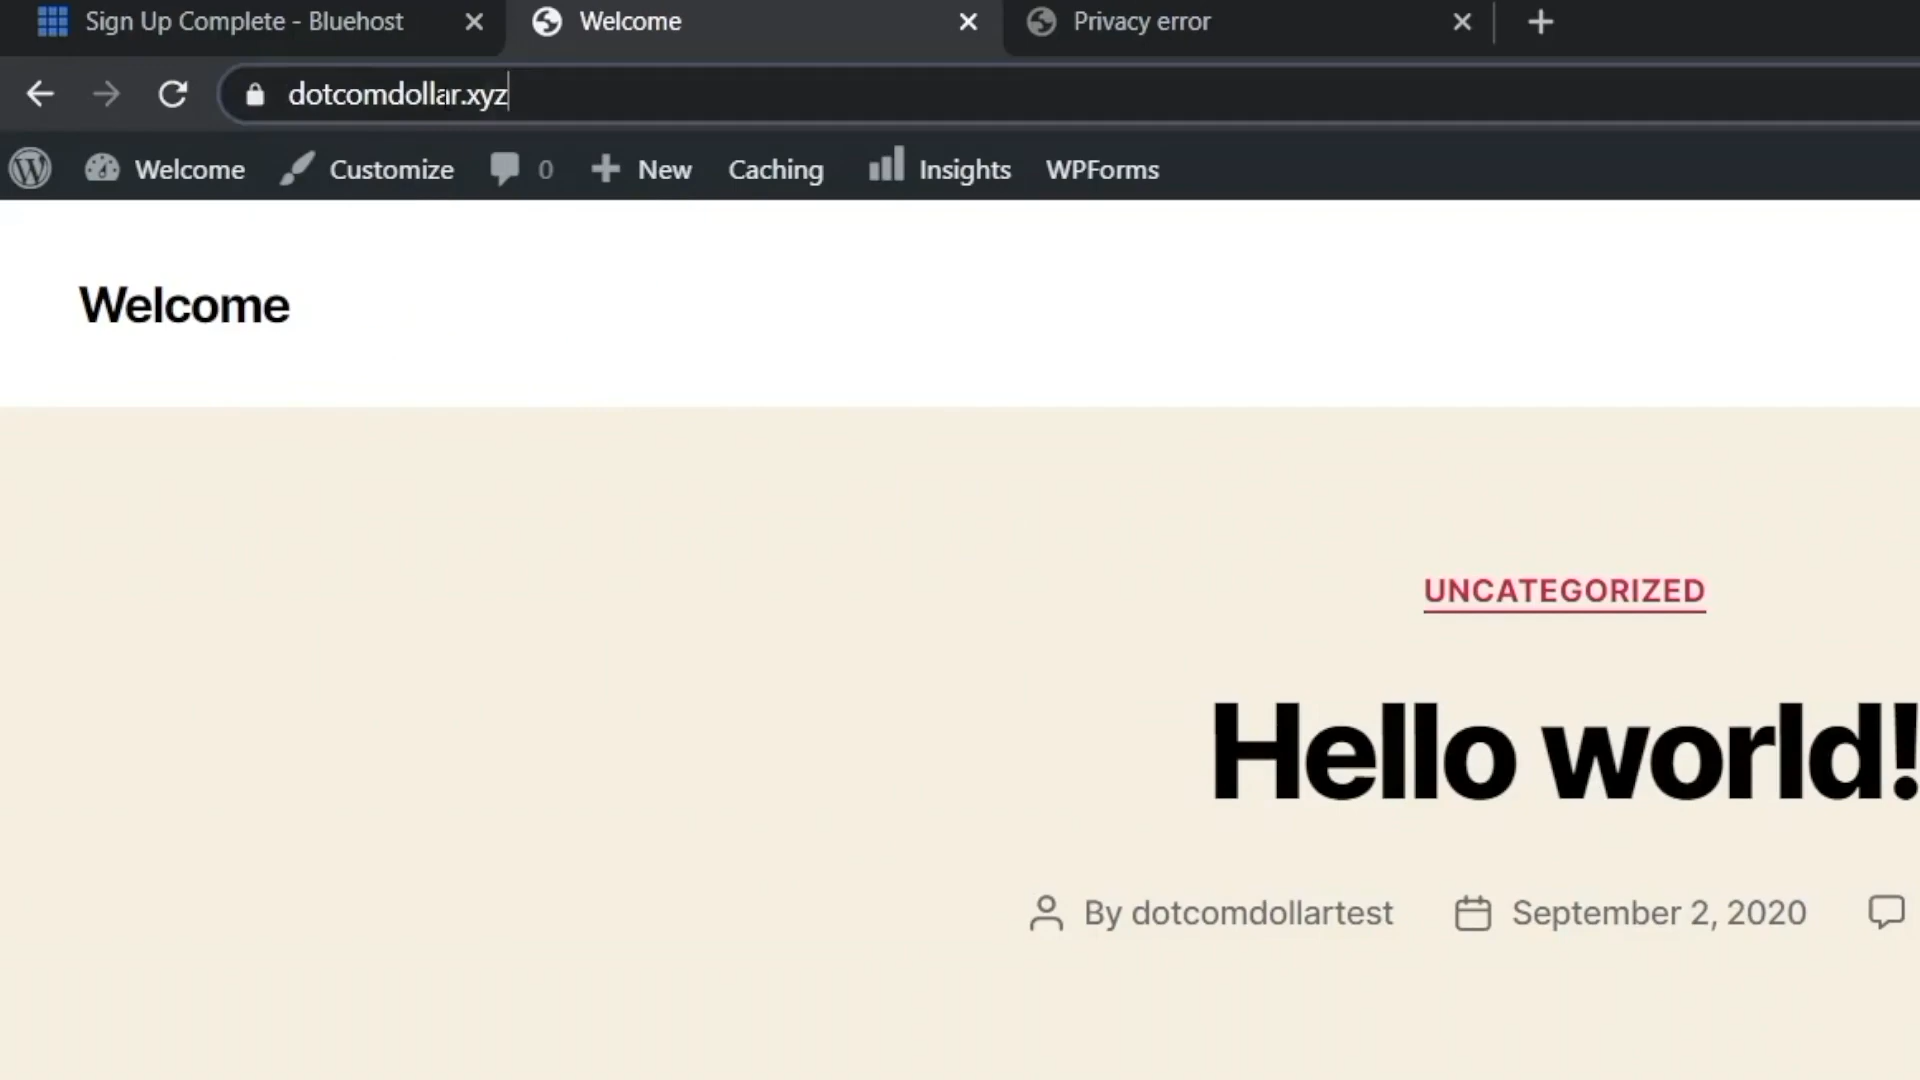 Sign Up Complete - Bluehost
Welcome
Privacy error
dotcomdollar.xyz
Welcome
Customize
0
New
Caching
Insights
WPForms
Welcome
UNCATEGORIZED
Hello world!
By dotcomdollartest
September 2, 2020